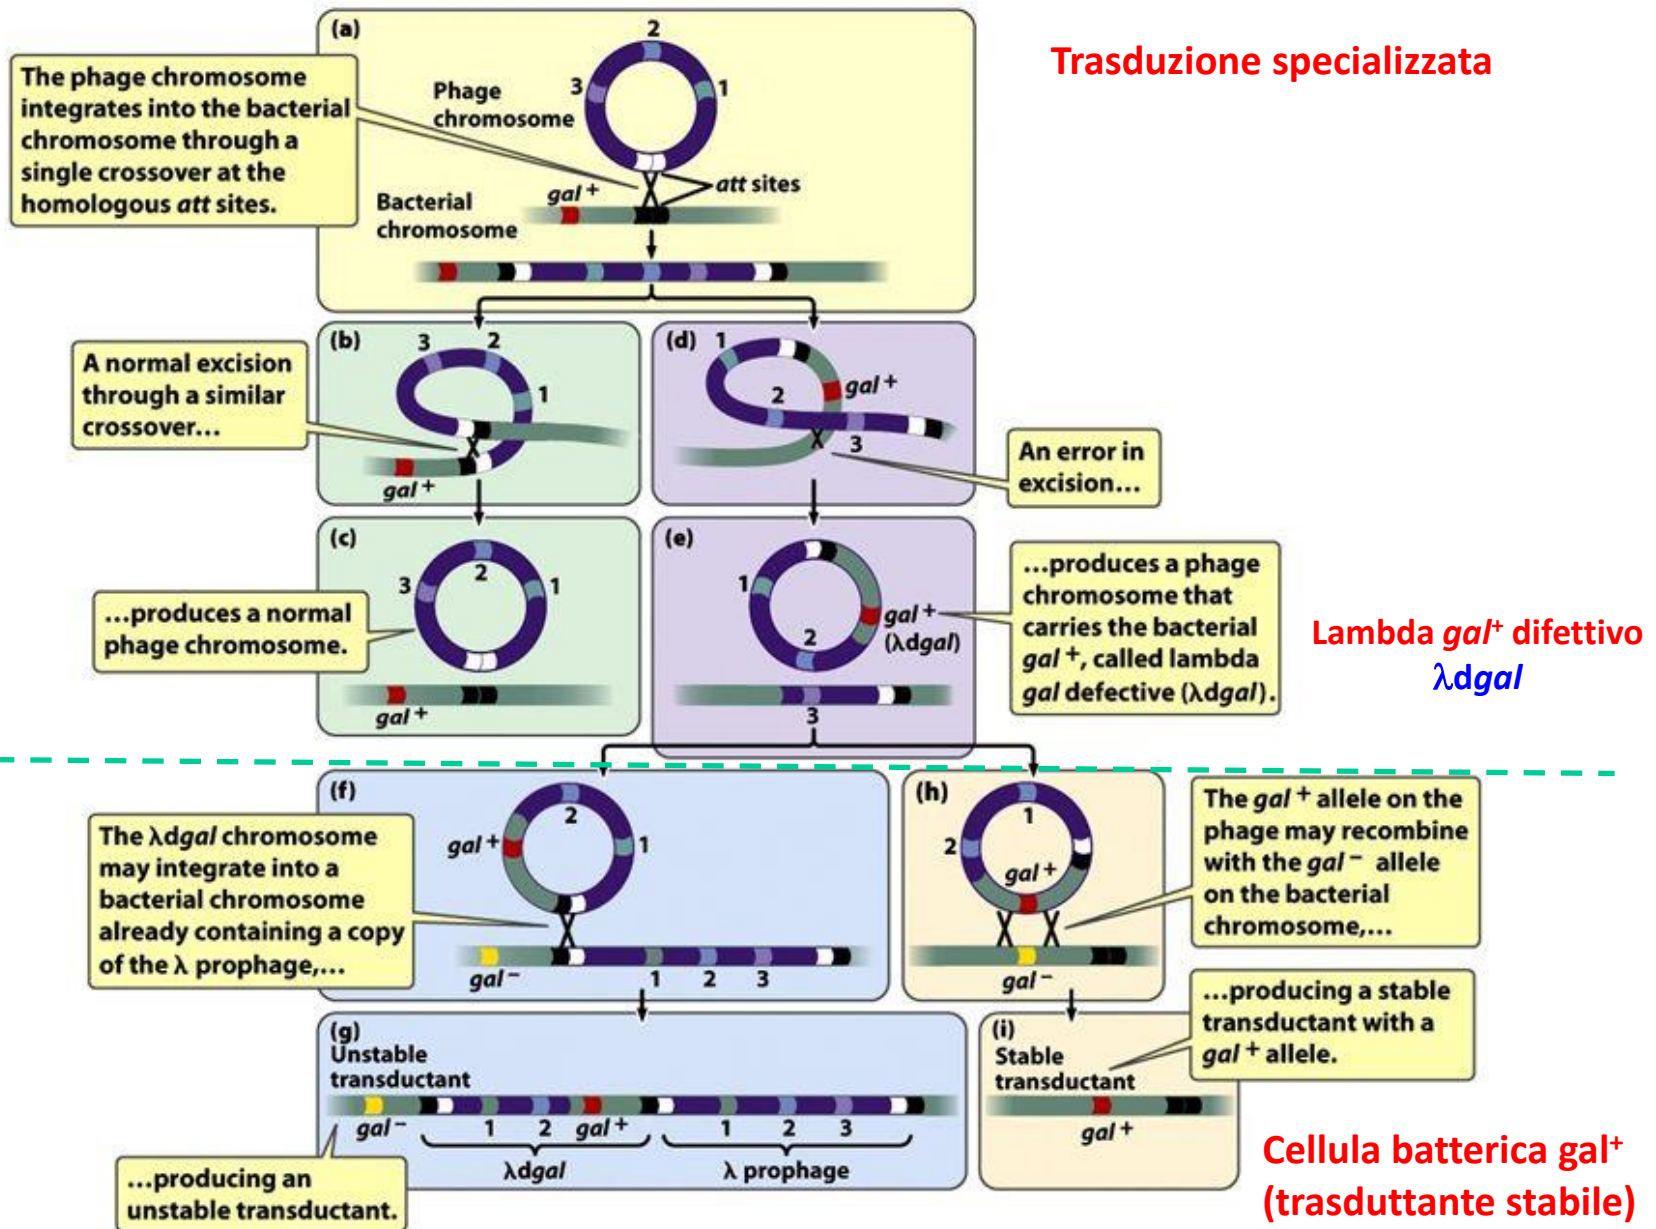 Trasduzione specializzata
(a)
The phage chromosome
integrates into the bacterial
chromosome through a
single crossover at the
homologous att sites.
2
3
1
Phage
chromosome
att sites
gal +
Bacterial
chromosome
(b)
3
2
1
gal +
A normal excision
through a similar
crossover…
(d)
1
gal +
2
3
An error in
excision…
(c)
3
2
1
gal +
…produces a normal
phage chromosome.
(e)
1
gal +
(λdgal)
2
3
…produces a phage
chromosome that
carries the bacterial
gal +, called lambda
gal defective (λdgal).
Lambda gal+ difettivo
λdgal
(f)
2
gal +
1
gal –
1
2
3
The λdgal chromosome
may integrate into a
bacterial chromosome
already containing a copy
of the λ prophage,…
(h)
1
2
gal +
gal –
The gal + allele on the
phage may recombine
with the gal – allele
on the bacterial
chromosome,…
(g)
Unstable
transductant
gal –
1
2
gal +
1
2
3
λdgal
λ prophage
…producing an
unstable transductant.
(i)
Stable
transductant
gal +
…producing a stable
transductant with a
gal + allele.
Cellula batterica gal+
(trasduttante stabile)